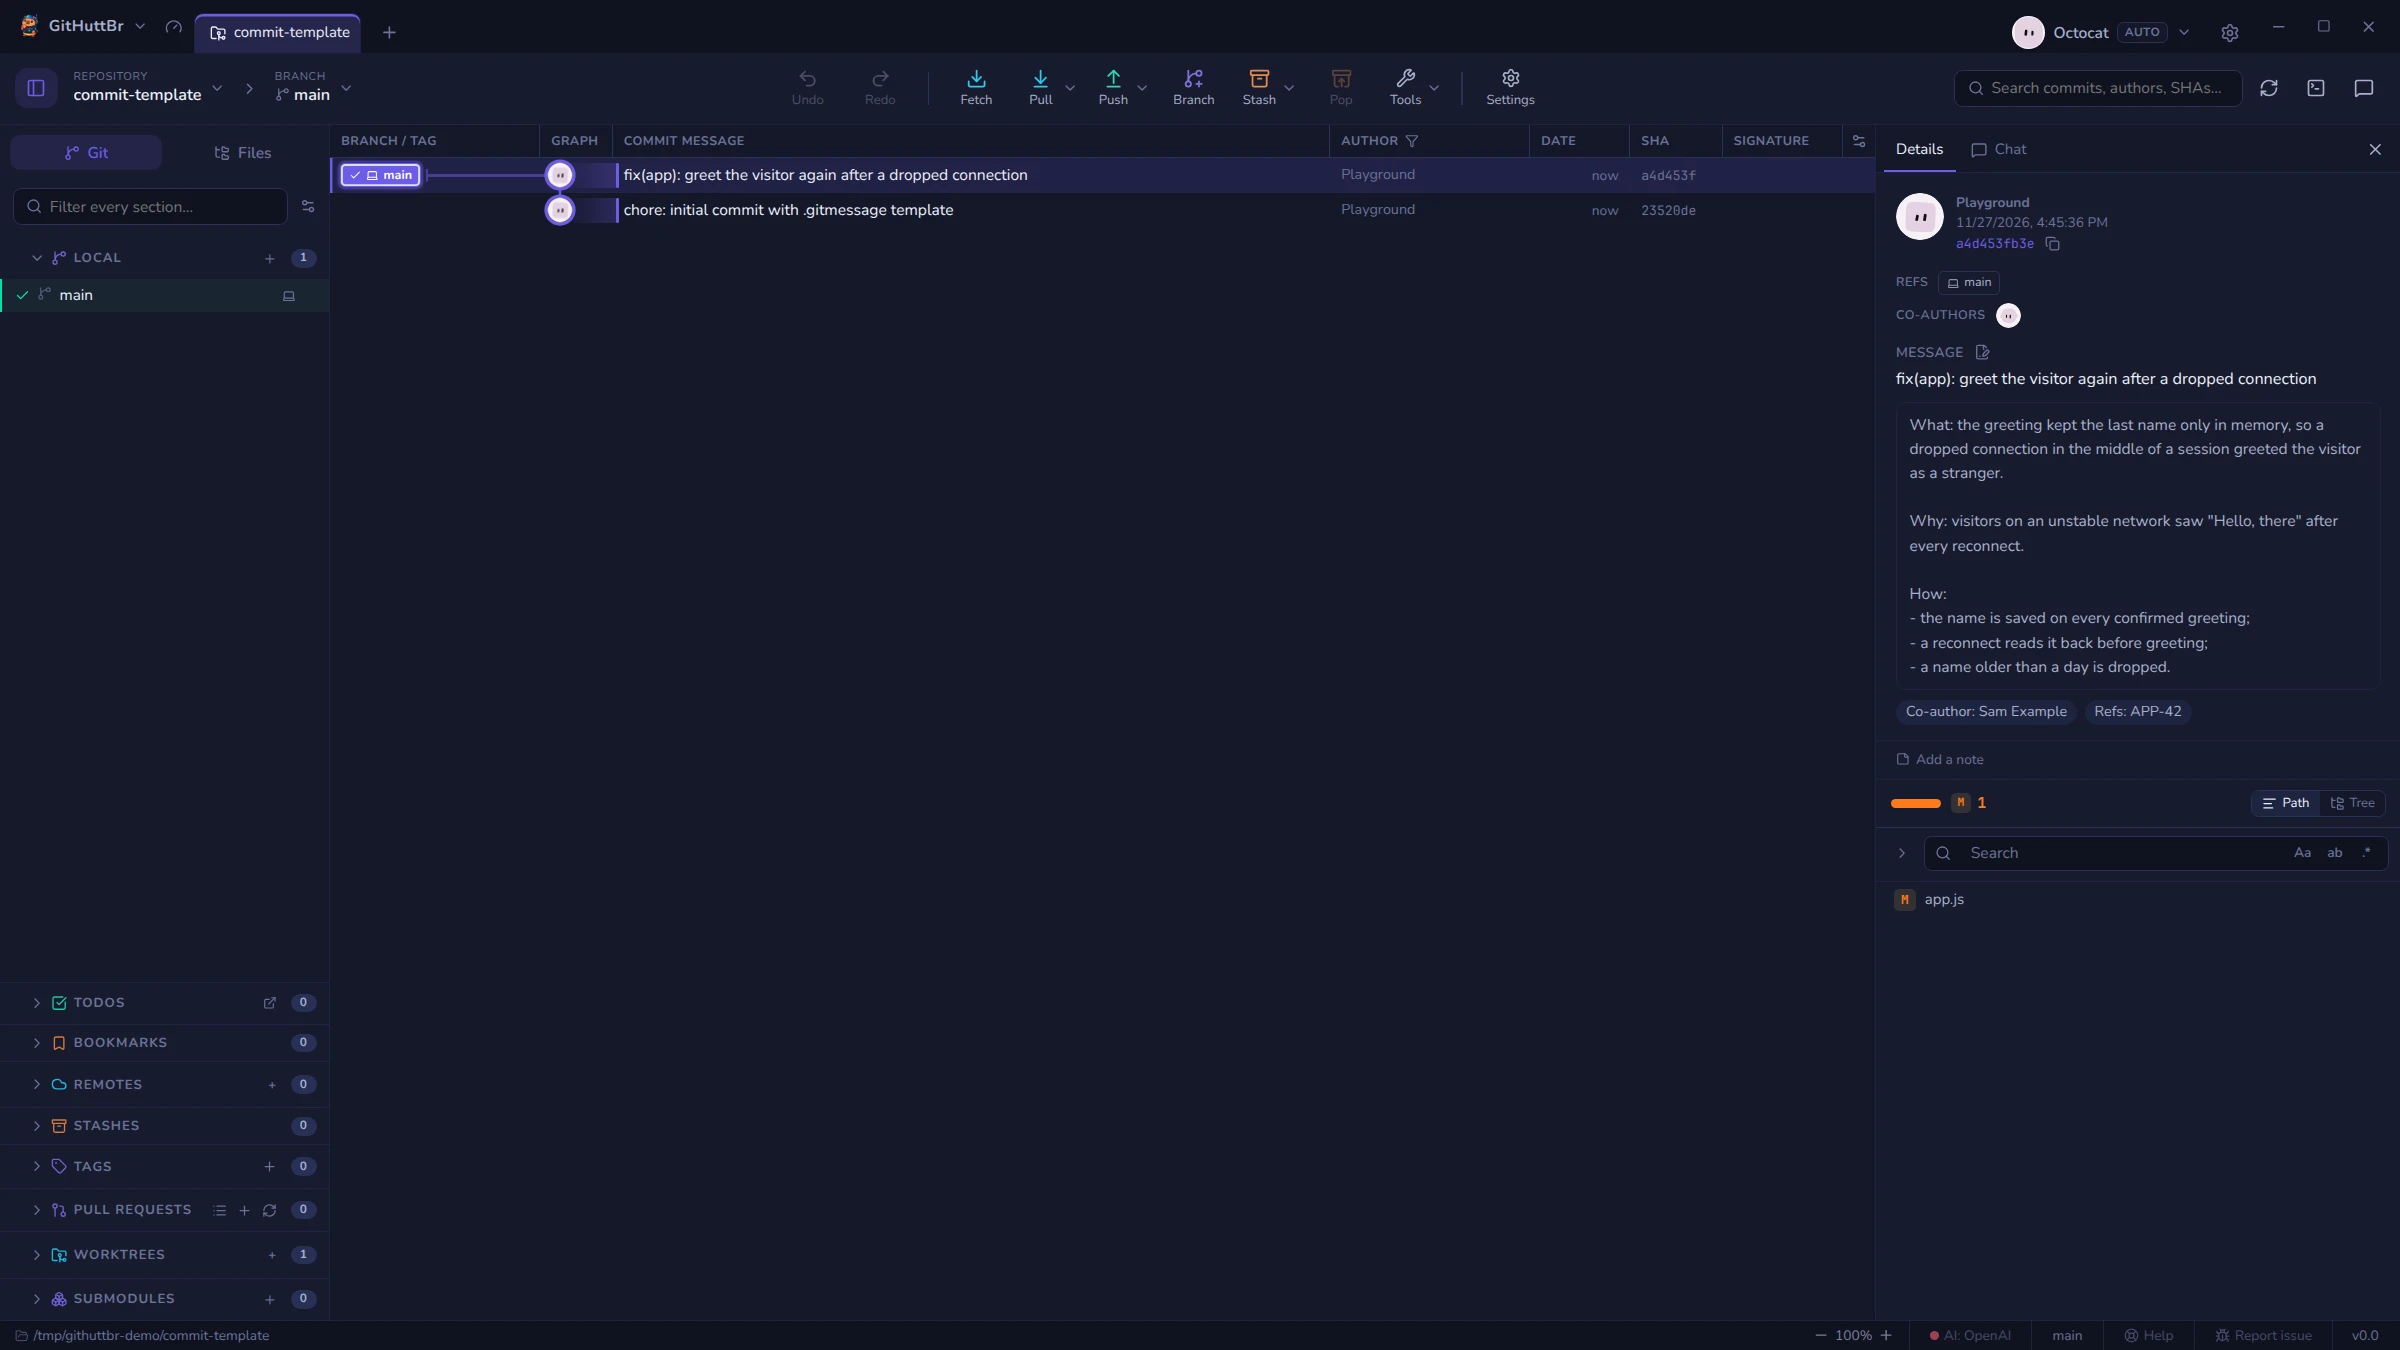 GitHuttBr
commit-template
Octocat
AUTO
REPOSITORY
commit-template
BRANCH
main
Undo
Redo
Fetch
Pull
Push
Branch
Stash
Pop
Tools
Settings
Search commits, authors, SHAs...
Git
Files
Filter every section...
LOCAL
1
main
TODOS
0
BOOKMARKS
0
REMOTES
0
STASHES
0
TAGS
0
PULL REQUESTS
0
WORKTREES
1
SUBMODULES
0
BRANCH / TAG
GRAPH
COMMIT MESSAGE
AUTHOR
DATE
SHA
SIGNATURE
main
fix(app): greet the visitor again after a dropped connection
Playground
now
a4d453f
chore: initial commit with .gitmessage template
Playground
now
23520de
Details
Chat
Playground
11/27/2026, 4:45:36 PM
a4d453fb3e
REFS
main
CO-AUTHORS
MESSAGE
fix(app): greet the visitor again after a dropped connection
What: the greeting kept the last name only in memory, so a
dropped connection in the middle of a session greeted the visitor
as a stranger.
Why: visitors on an unstable network saw "Hello, there" after
every reconnect.
How:
- the name is saved on every confirmed greeting;
- a reconnect reads it back before greeting;
- a name older than a day is dropped.
Co-author: Sam Example
Refs: APP-42
Add a note
M 1
Path
Tree
Search
Aa
ab
.*
M app.js
/tmp/githuttbr-demo/commit-template
100%
AI: OpenAI
main
Help
Report issue
v0.0